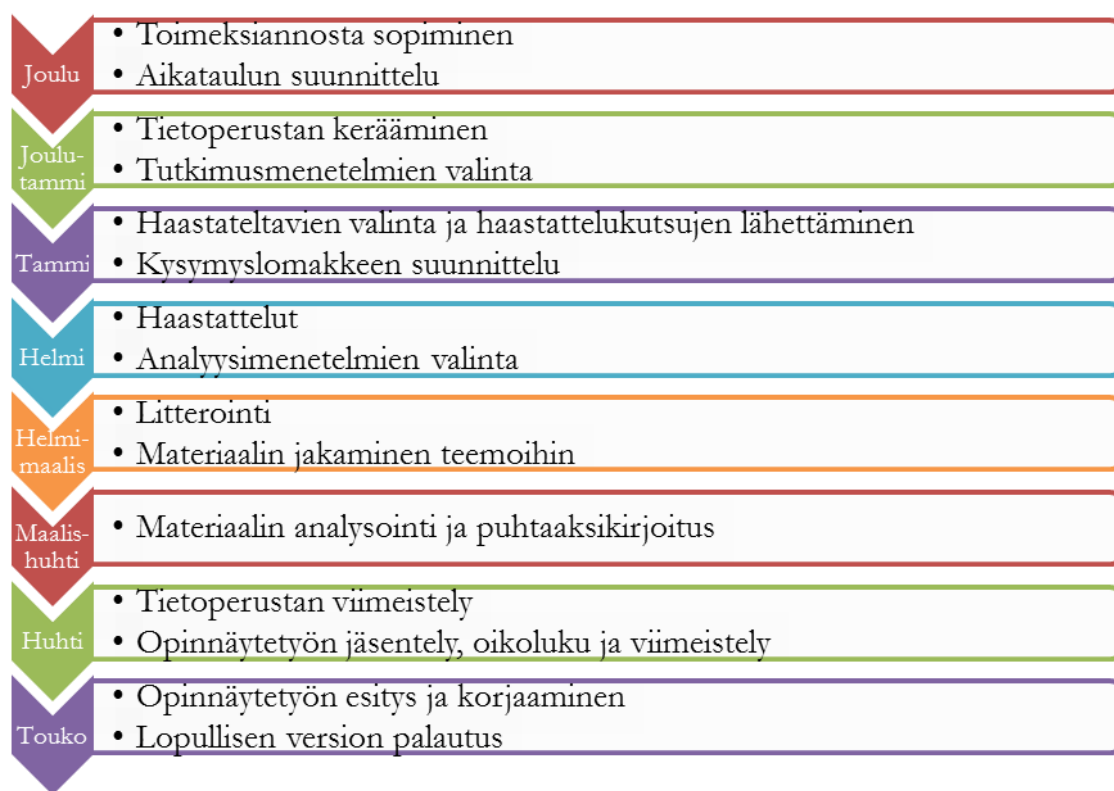 Joulu
• Toimeksiannosta sopiminen
• Aikataulun suunnittelu
Joulu-
tammi
• Tietoperustan kerääminen
• Tutkimusmenetelmien valinta
Tammi
• Haastateltavien valinta ja haastattelukutsujen lähettäminen
• Kysymyslomakkeen suunnittelu
Helmi
• Haastattelut
• Analyysimenetelmien valinta
Helmi-
maalis
• Litterointi
• Materiaalin jakaminen teemoihin
Maalis-
huhti
• Materiaalin analysointi ja puhtaaksikirjoitus
Huhti
• Tietoperustan viimeistely
• Opinnäytetyön jäsentely, oikoluku ja viimeistely
Touko
• Opinnäytetyön esitys ja korjaaminen
• Lopullisen version palautus